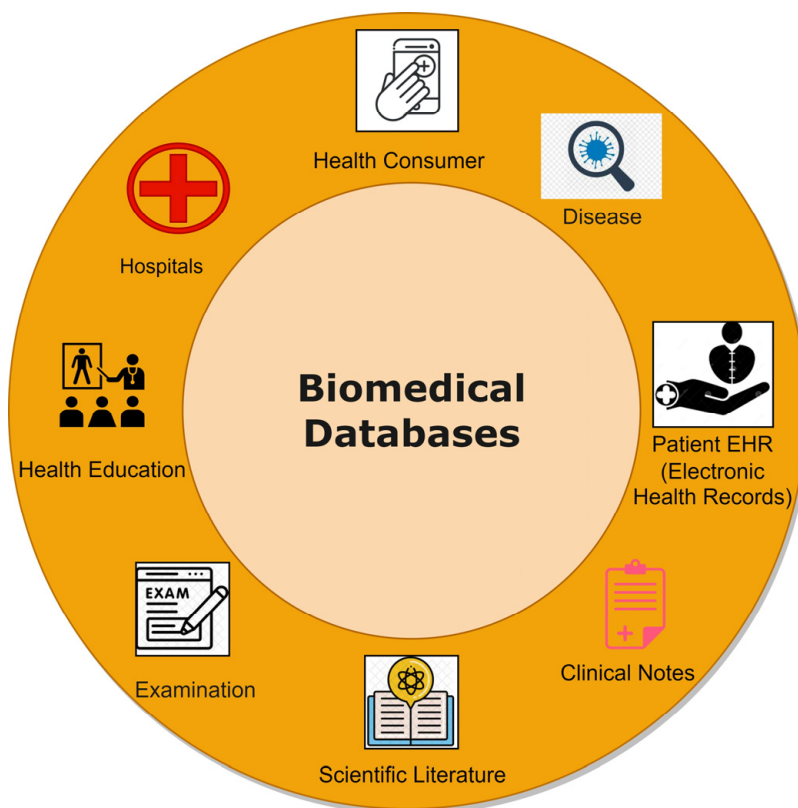 Health Consumer
Disease
Hospitals
Biomedical
Databases
Patient EHR
(Electronic
Health Records)
Health Education
EXAM
Clinical Notes
Examination
Scientific Literature